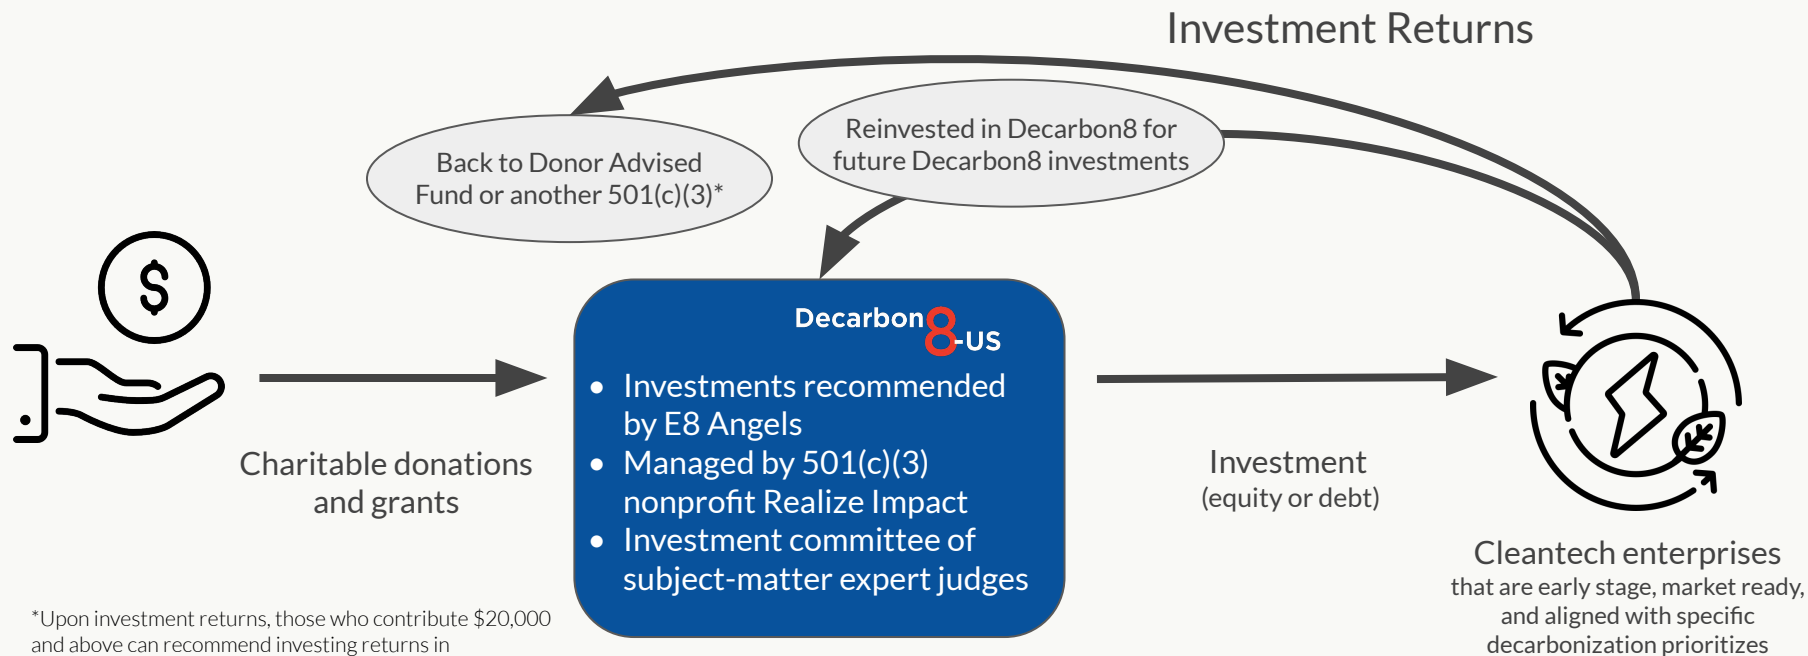 Investment Returns
Back to Donor Advised
Fund or another 501(c)(3)*
Reinvested in Decarbon8 for
future Decarbon8 investments
$
Charitable donations
and grants
Decarbon8-US
• Investments recommended
by E8 Angels
• Managed by 501(c)(3)
nonprofit Realize Impact
• Investment committee of
subject-matter expert judges
Investment
(equity or debt)
Cleantech enterprises
that are early stage, market ready,
and aligned with specific
decarbonization prioritizes
*Upon investment returns, those who contribute $20,000
and above can recommend investing returns in